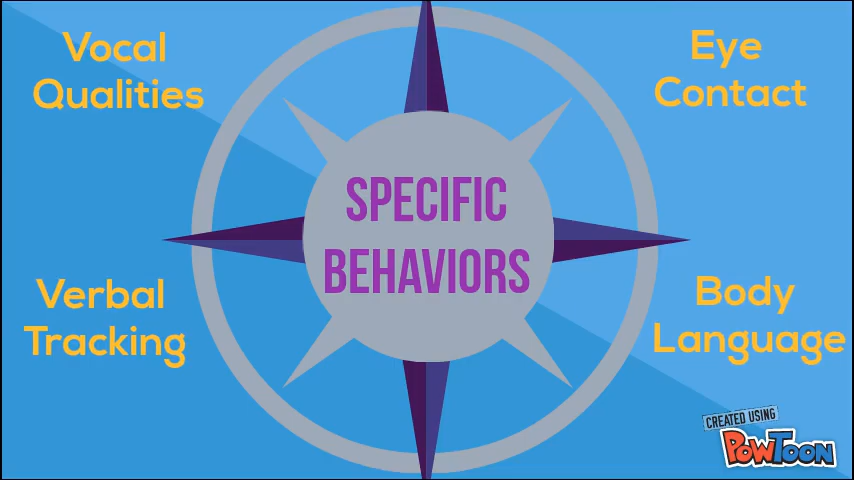 Vocal
Qualities
Eye
Contact
SPECIFIC
BEHAVIORS
Verbal
Tracking
Body
Language
CREATED USING
POWTOON